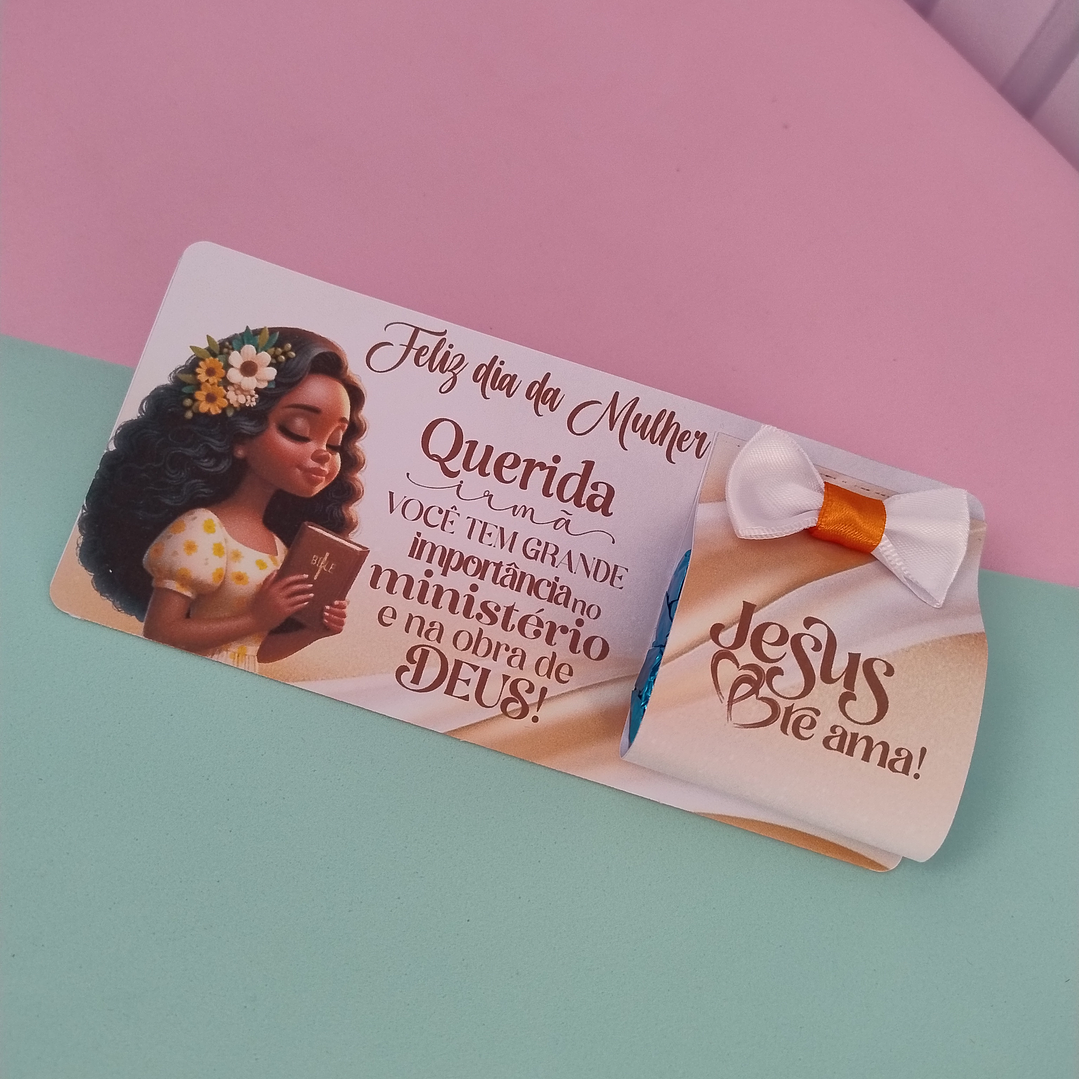 Feliz dia da Mulher
Querida
irmã
VOCÊ TEM GRANDE
importância no
ministério
e na obra de
DEUS!
BIBLE
Jesus
te ama!